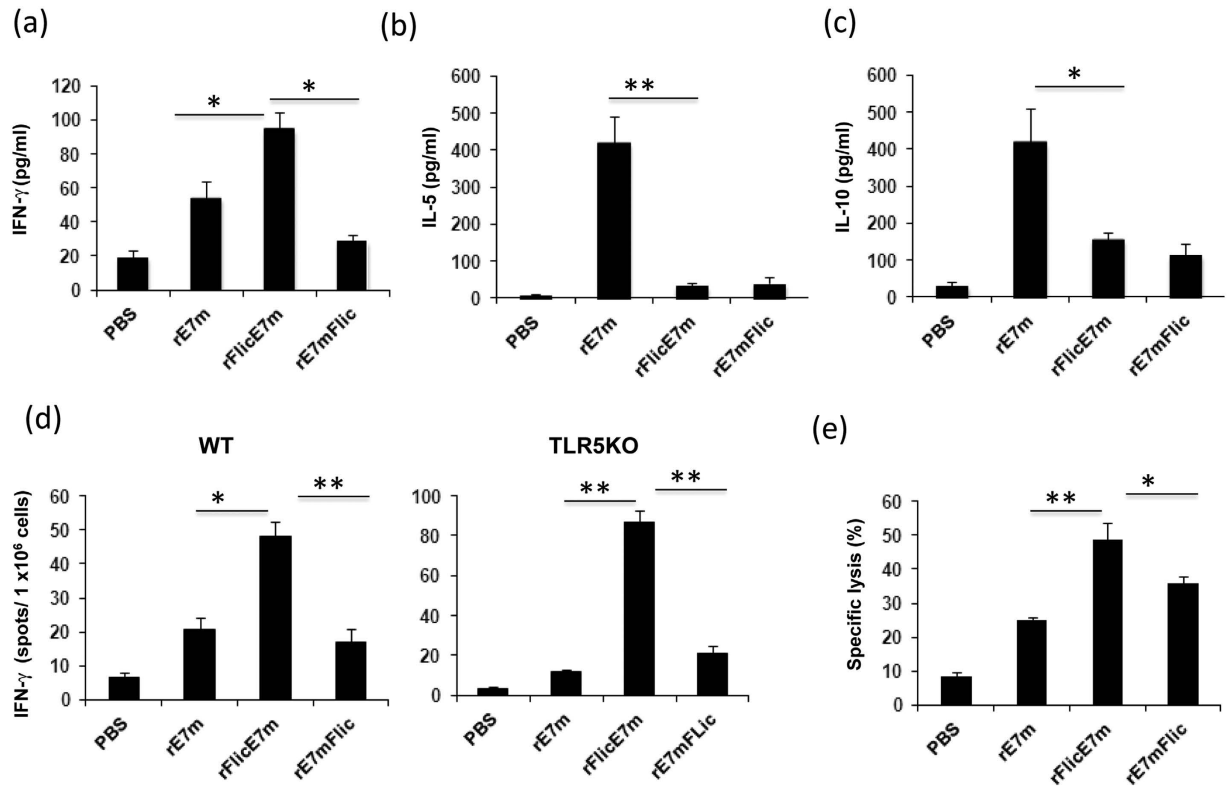 (a)
(b)
(c)
IFN-γ (pg/ml)
120
100
80
60
40
20
0
*
*
PBS
rE7m
rFlicE7m
rE7mFlic
IL-5 (pg/ml)
600
500
400
300
200
100
0
**
PBS
rE7m
rFlicE7m
rE7mFlic
IL-10 (pg/ml)
600
500
400
300
200
100
0
*
PBS
rE7m
rFlicE7m
rE7mFlic
(d)
WT
IFN-γ (spots/ 1 x10⁶ cells)
60
50
40
30
20
10
0
*
**
PBS
rE7m
rFlicE7m
rE7mFlic
TLR5KO
100
80
60
40
20
0
**
**
PBS
rE7m
rFlicE7m
rE7mFLic
(e)
Specific lysis (%)
60
50
40
30
20
10
0
**
*
PBS
rE7m
rFlicE7m
rE7mFlic